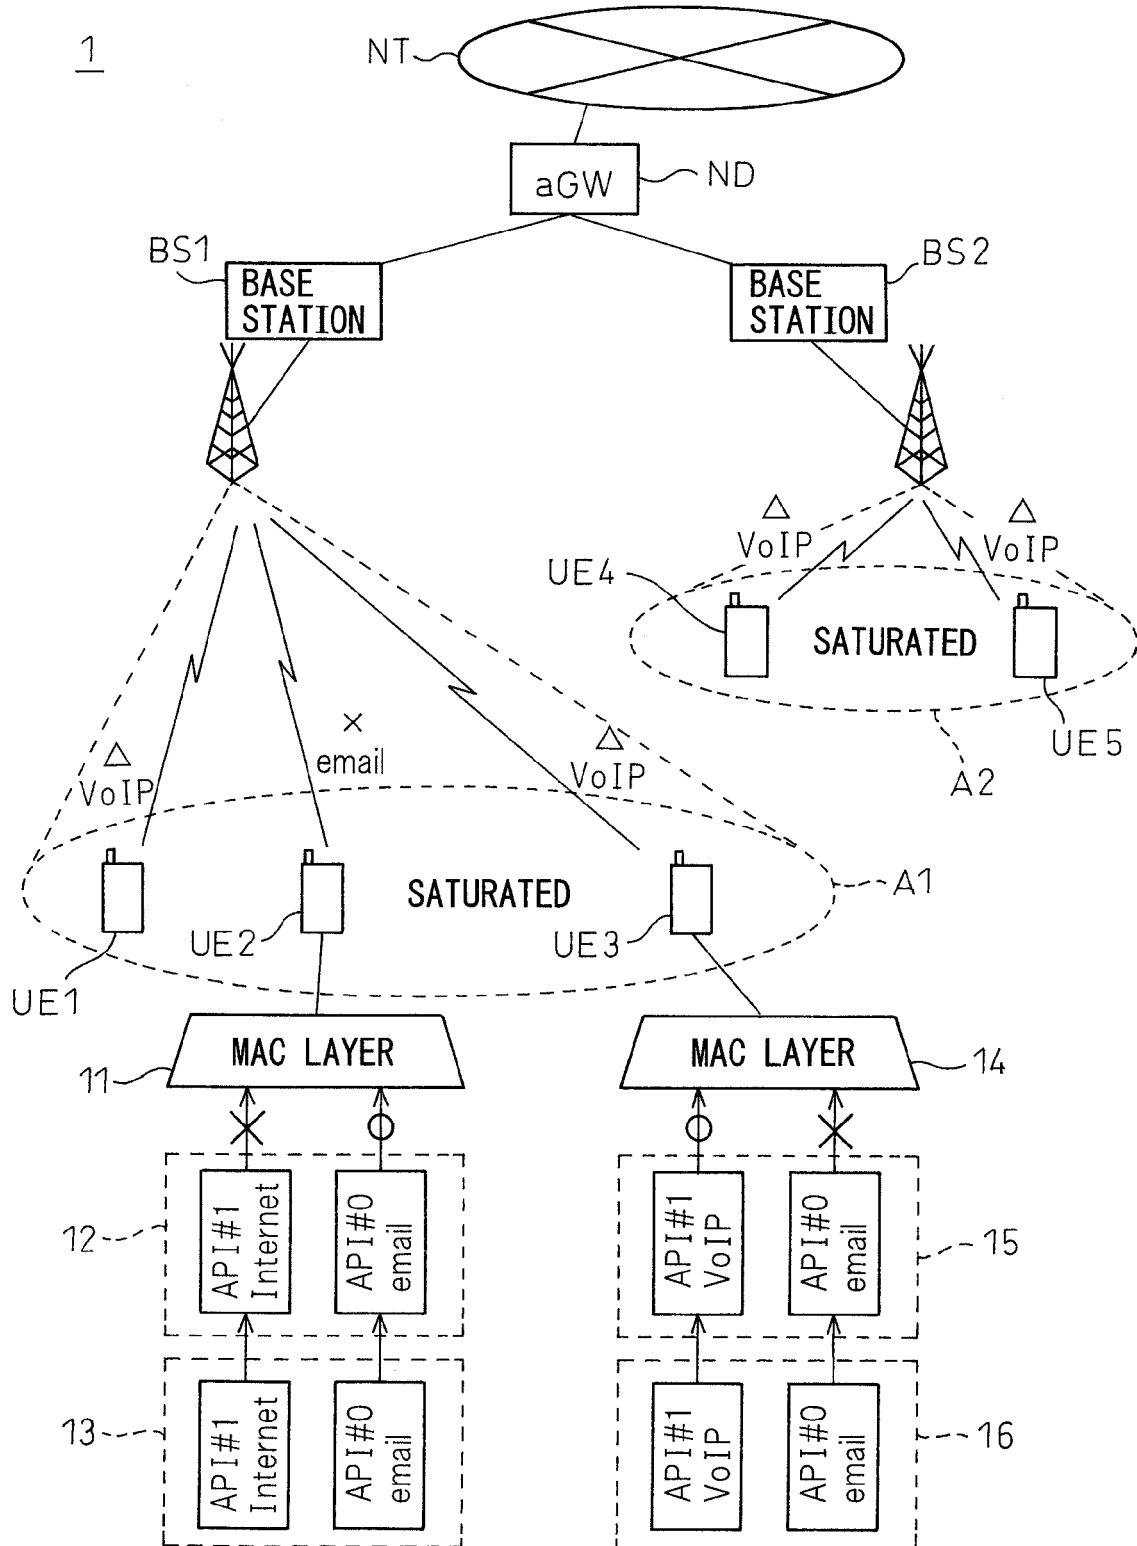 1
NT
aGW
ND
BS1
BASE
STATION
BS2
BASE
STATION
△
VoIP
△
VoIP
UE4
SATURATED
UE5
A2
×
email
△
VoIP
△
VoIP
SATURATED
A1
UE1
UE2
UE3
MAC LAYER
11
MAC LAYER
14
12
API#1
Internet
API#0
email
API#1
VoIP
API#0
email
15
13
API#1
Internet
API#0
email
API#1
VoIP
API#0
email
16